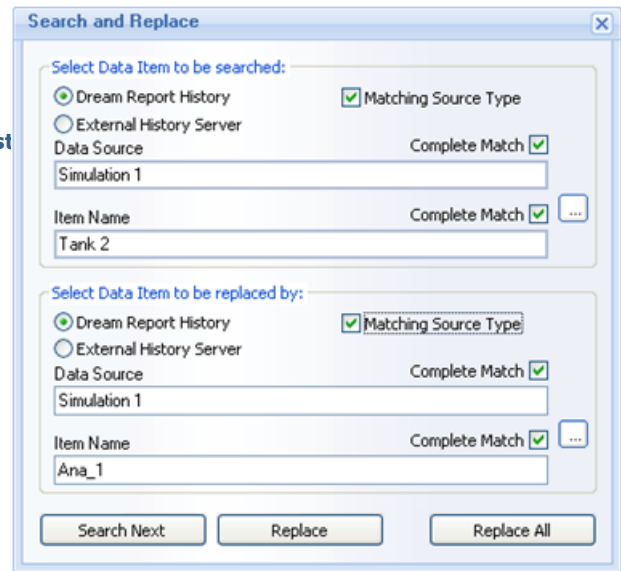 Search and Replace
Select Data Item to be searched:
Dream Report History
Matching Source Type
External History Server
st
Data Source
Complete Match
Simulation 1
Item Name
Complete Match
...
Tank 2
Select Data Item to be replaced by:
Dream Report History
Matching Source Type
External History Server
Data Source
Complete Match
Simulation 1
Item Name
Complete Match
...
Ana_1
Search Next
Replace
Replace All